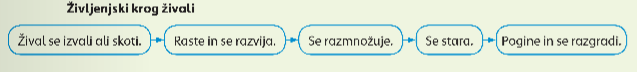 Življenjski krog živali
Žival se izvali ali skoti.
Raste in se razvija.
Se razmnožuje.
Se stara.
Pogine in se razgradi.